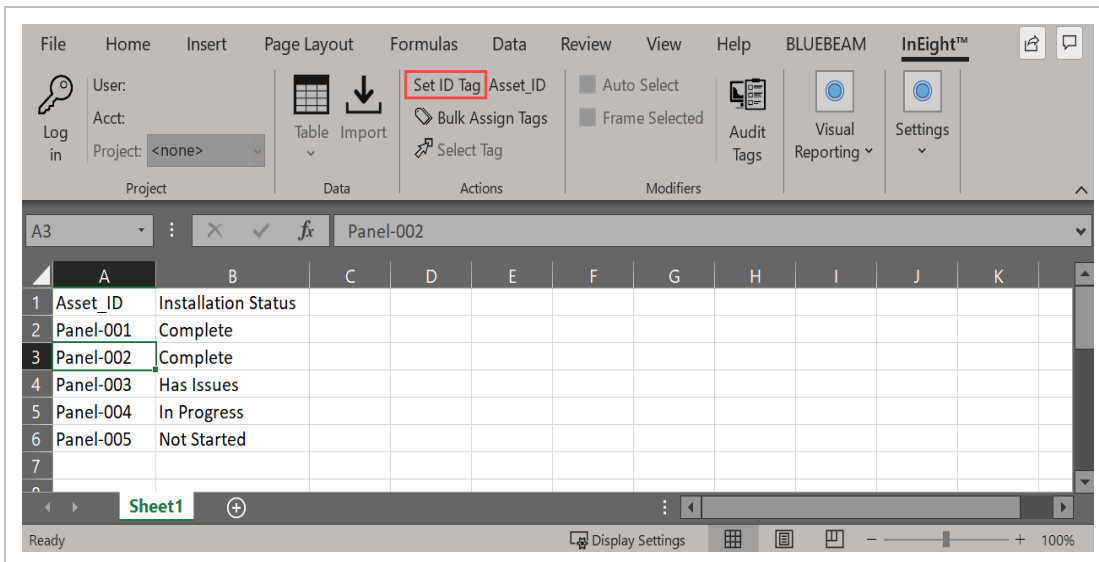 File Home Insert Page Layout Formulas Data Review View Help BLUEBEAM InEight™
Log in
User:
Acct:
Project: <none>
Project
Table Import
Data
Set ID Tag Asset_ID
Bulk Assign Tags
Select Tag
Actions
Auto Select
Frame Selected
Modifiers
Audit Tags
Visual Reporting
Settings
A3 fx Panel-002
A B C D E F G H I J K
1 Asset_ID Installation Status
2 Panel-001 Complete
3 Panel-002 Complete
4 Panel-003 Has Issues
5 Panel-004 In Progress
6 Panel-005 Not Started
7
Sheet1
Ready Display Settings 100%